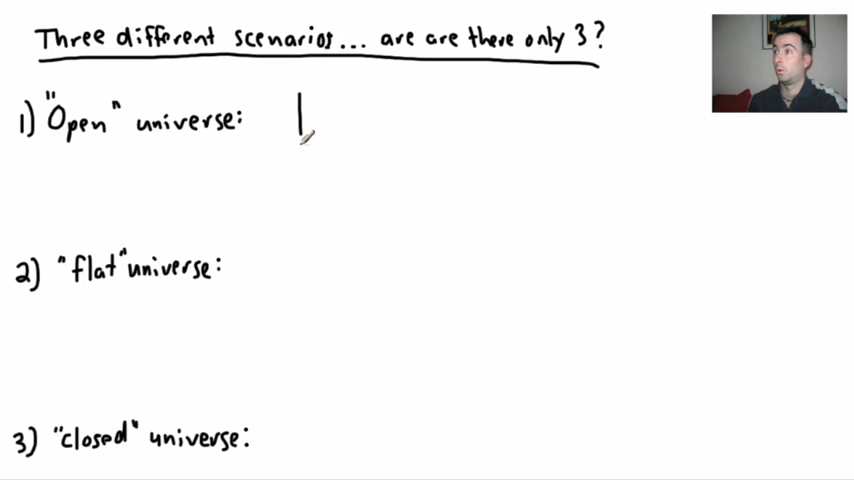 Three different scenarios... are are there only 3?
1) "Open" universe:
2) "flat" universe:
3) "closed" universe: